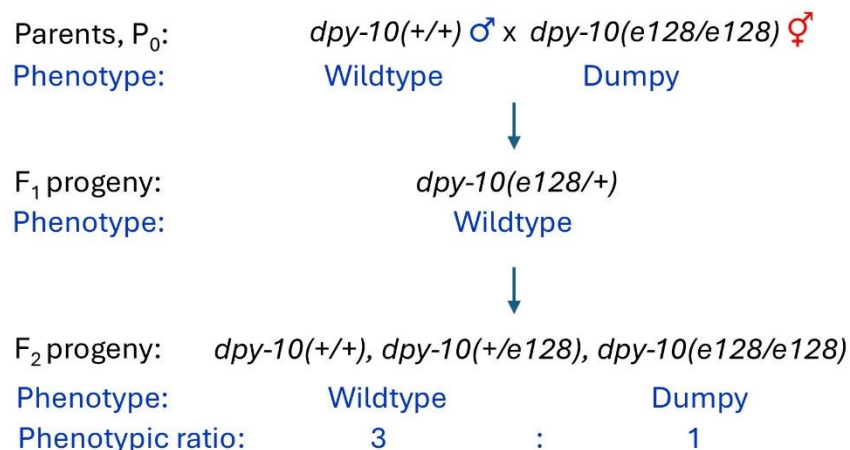 Parents, P₀: dpy-10(+/+) ♂ x dpy-10(e128/e128) ⚥
Phenotype: Wildtype Dumpy
F₁ progeny: dpy-10(e128/+)
Phenotype: Wildtype
F₂ progeny: dpy-10(+/+), dpy-10(+/e128), dpy-10(e128/e128)
Phenotype: Wildtype Dumpy
Phenotypic ratio: 3 : 1